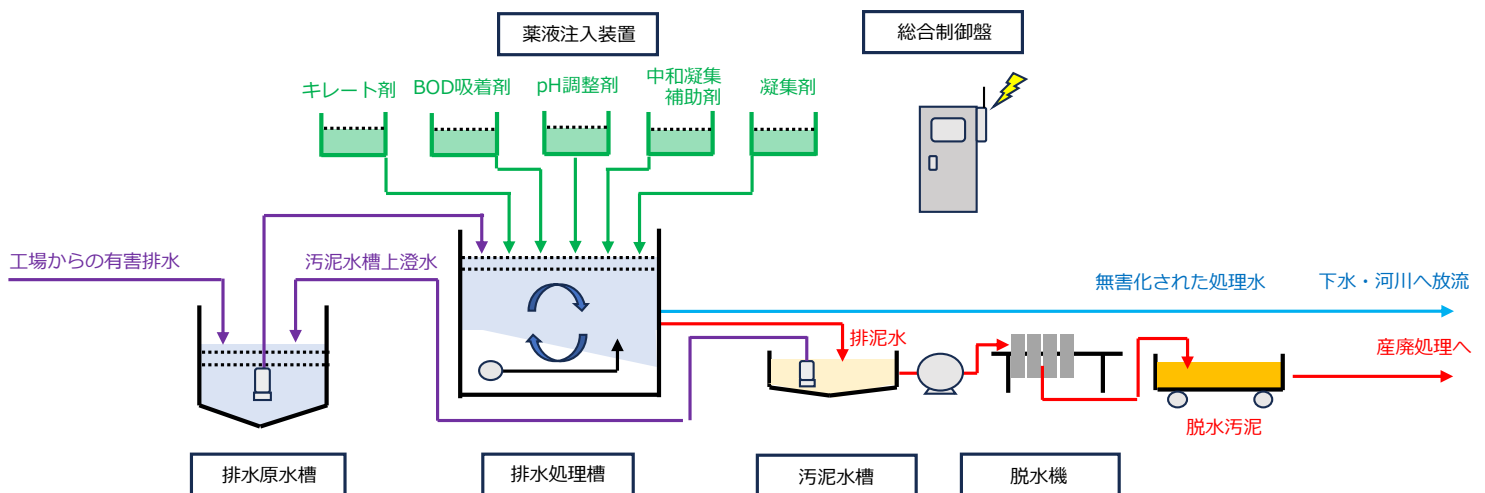 薬液注入装置
総合制御盤
キレート剤
BOD吸着剤
pH調整剤
中和凝集
補助剤
凝集剤
工場からの有害排水
汚泥水槽上澄水
無害化された処理水
下水・河川へ放流
排泥水
産廃処理へ
脱水汚泥
排水原水槽
排水処理槽
汚泥水槽
脱水機